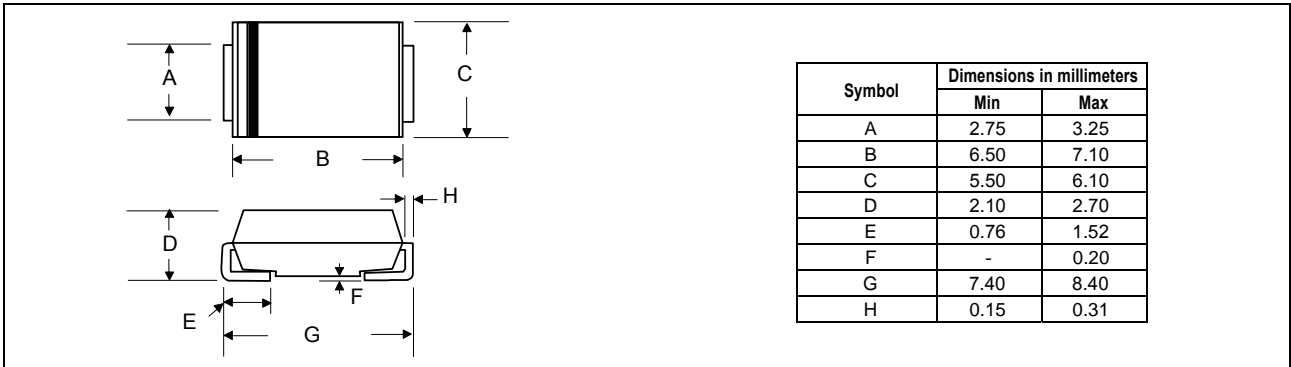 A
C
B
H
D
F
E
G
Symbol Dimensions in millimeters
Min Max
A 2.75 3.25
B 6.50 7.10
C 5.50 6.10
D 2.10 2.70
E 0.76 1.52
F - 0.20
G 7.40 8.40
H 0.15 0.31